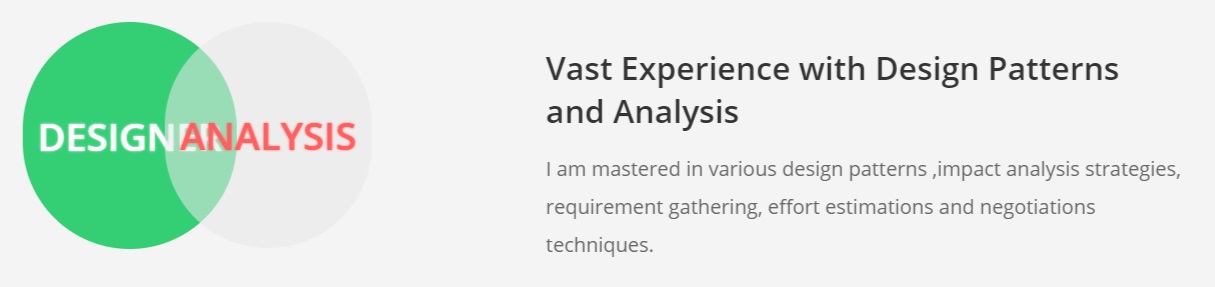 DESIGNER
ANALYSIS
Vast Experience with Design Patterns
and Analysis
I am mastered in various design patterns ,impact analysis strategies,
requirement gathering, effort estimations and negotiations
techniques.